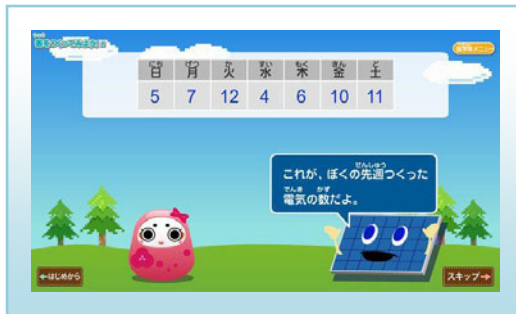 日 月 火 水 木 金 土
5 7 12 4 6 10 11
これが、ぼくの先週つくった
電気の数だよ。
←はじめから
スキップ→